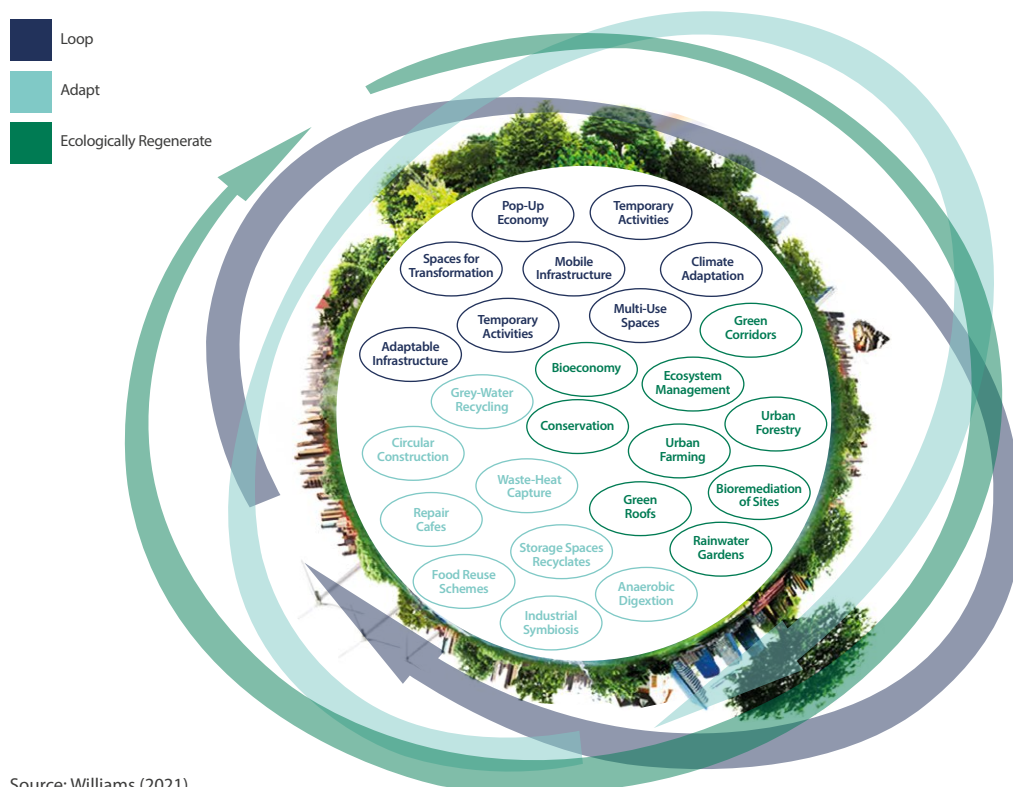 Loop
Adapt
Ecologically Regenerate
Pop-Up
Economy
Temporary
Activities
Spaces for
Transformation
Mobile
Infrastructure
Climate
Adaptation
Temporary
Activities
Multi-Use
Spaces
Green
Corridors
Adaptable
Infrastructure
Bioeconomy
Ecosystem
Management
Grey-Water
Recycling
Conservation
Urban
Forestry
Circular
Construction
Urban
Farming
Waste-Heat
Capture
Bioremediation
of Sites
Repair
Cafes
Green
Roofs
Storage Spaces
Recyclates
Rainwater
Gardens
Food Reuse
Schemes
Anaerobic
Digextion
Industrial
Symbiosis
Source: Williams (2021)